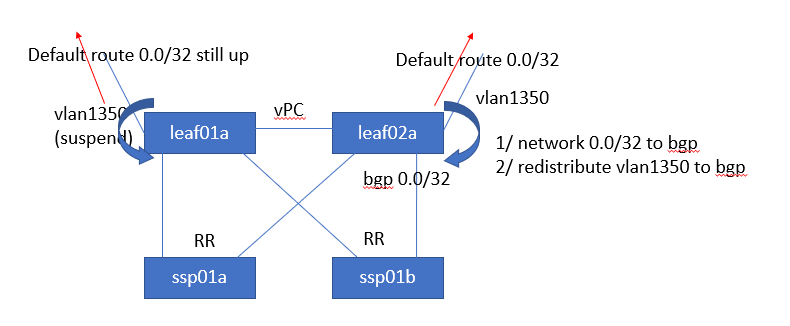 Default route 0.0/32 still up
Default route 0.0/32
vlan1350
(suspend)
vPC
vlan1350
leaf01a
leaf02a
1/ network 0.0/32 to bgp
2/ redistribute vlan1350 to bgp
bgp 0.0/32
RR
RR
ssp01a
ssp01b